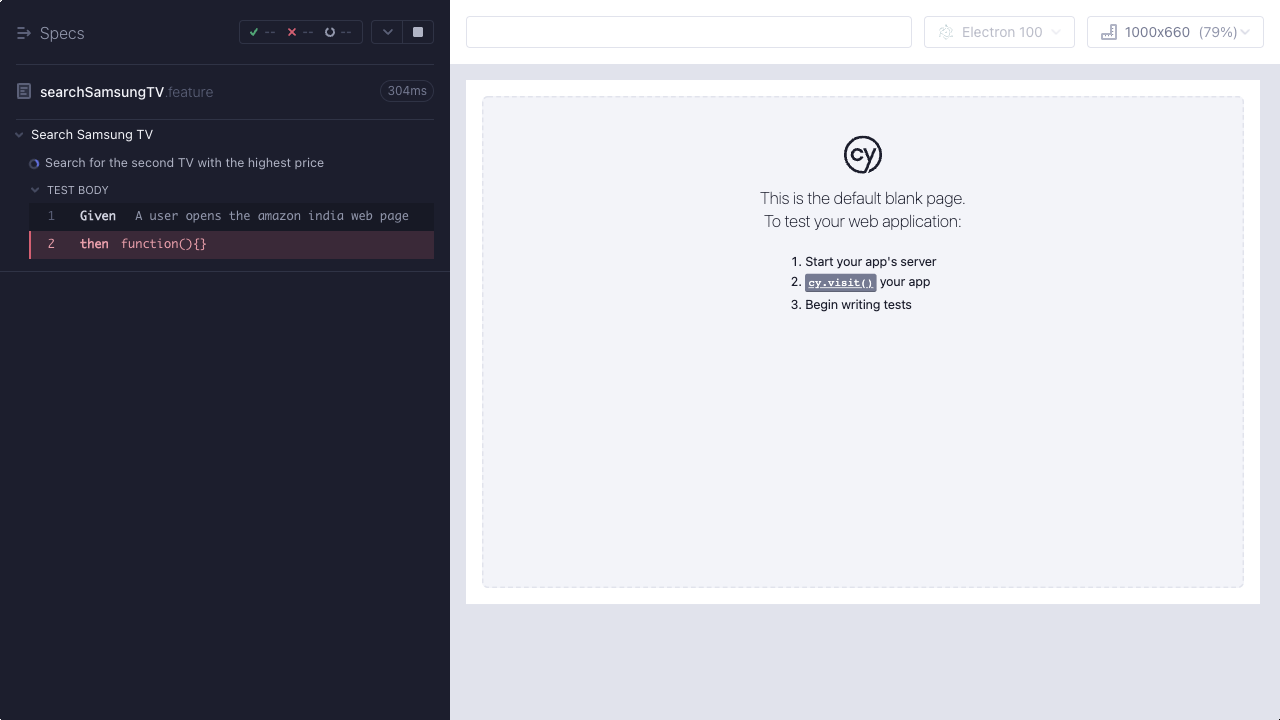 Specs
--
--
--
Electron 100
1000x660 (79%)
searchSamsungTV.feature
304ms
Search Samsung TV
Search for the second TV with the highest price
TEST BODY
1 Given A user opens the amazon india web page
2 then function(){}
cy
This is the default blank page.
To test your web application:
1. Start your app's server
2. cy.visit() your app
3. Begin writing tests